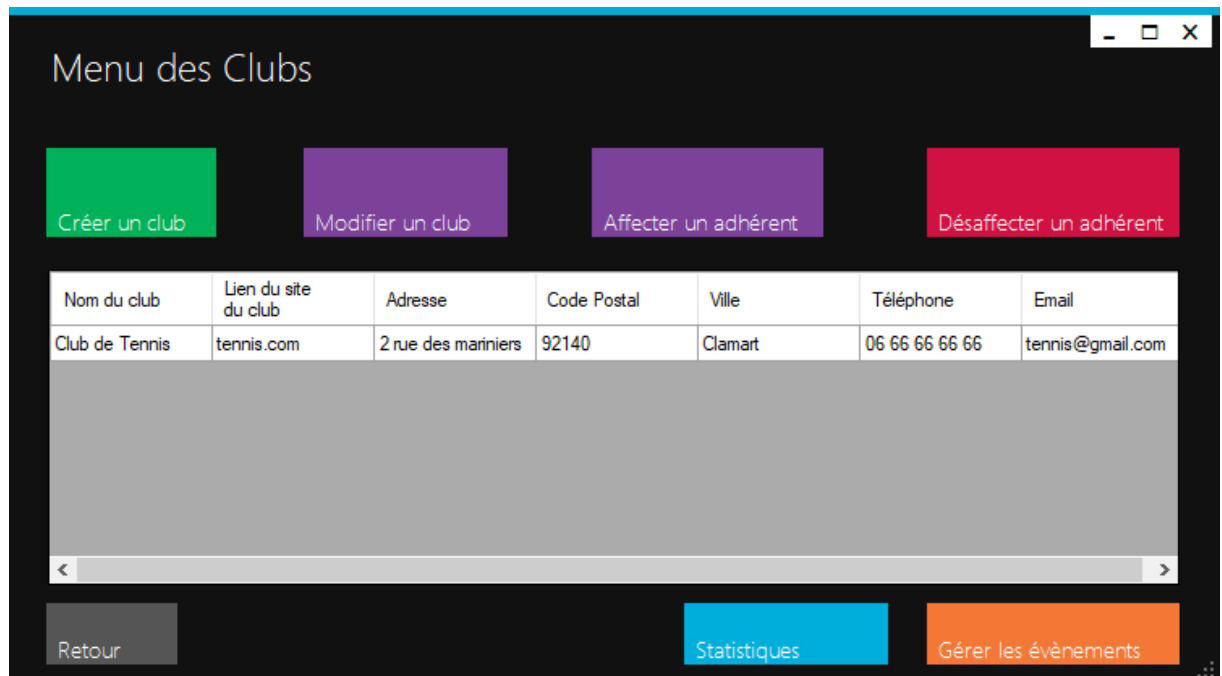 Menu des Clubs
Créer un club
Modifier un club
Affecter un adhérent
Désaffecter un adhérent
Nom du club
Lien du site
du club
Adresse
Code Postal
Ville
Téléphone
Email
Club de Tennis
tennis.com
2 rue des mariniers
92140
Clamart
06 66 66 66 66
tennis@gmail.com
Retour
Statistiques
Gérer les évènements